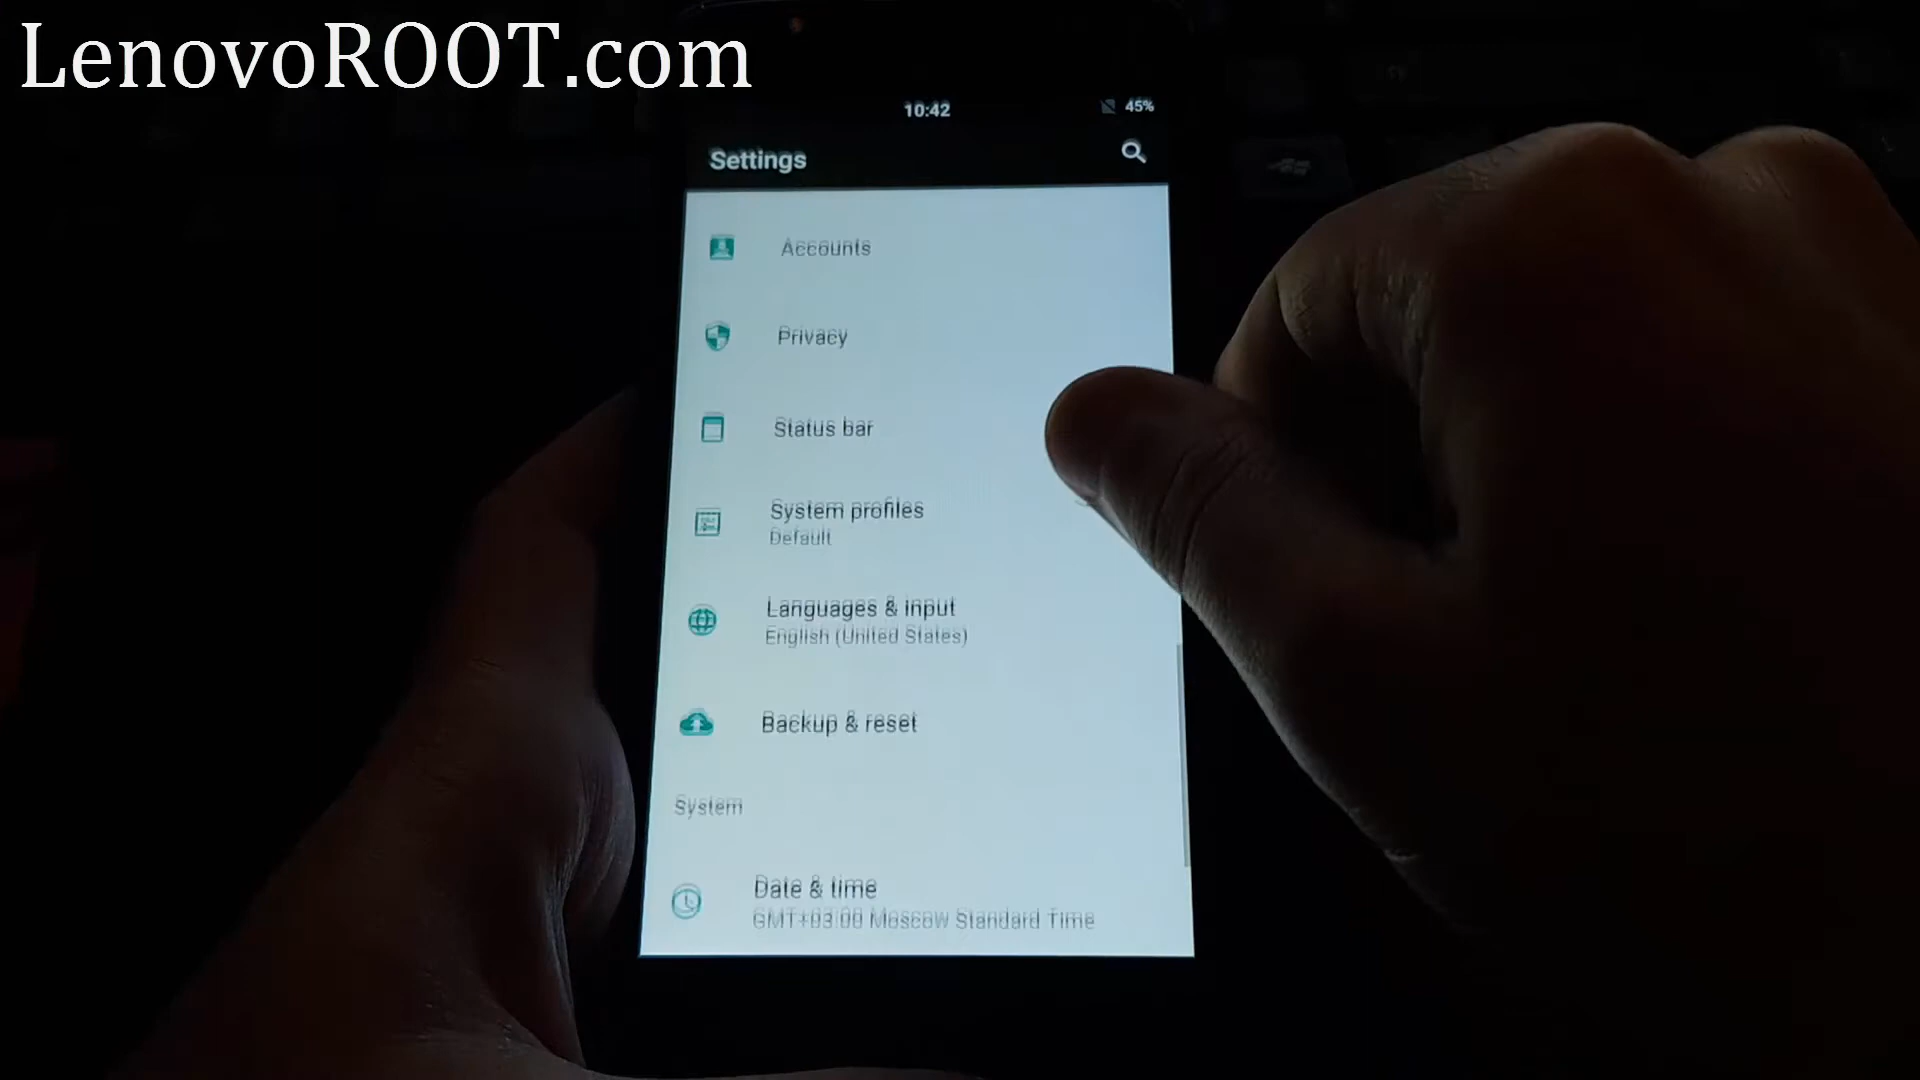 LenovoROOT.com
10:42
45%
Settings
Accounts
Privacy
Status bar
System profiles
Default
Languages & input
English (United States)
Backup & reset
System
Date & time
GMT+03:00 Moscow Standard Time